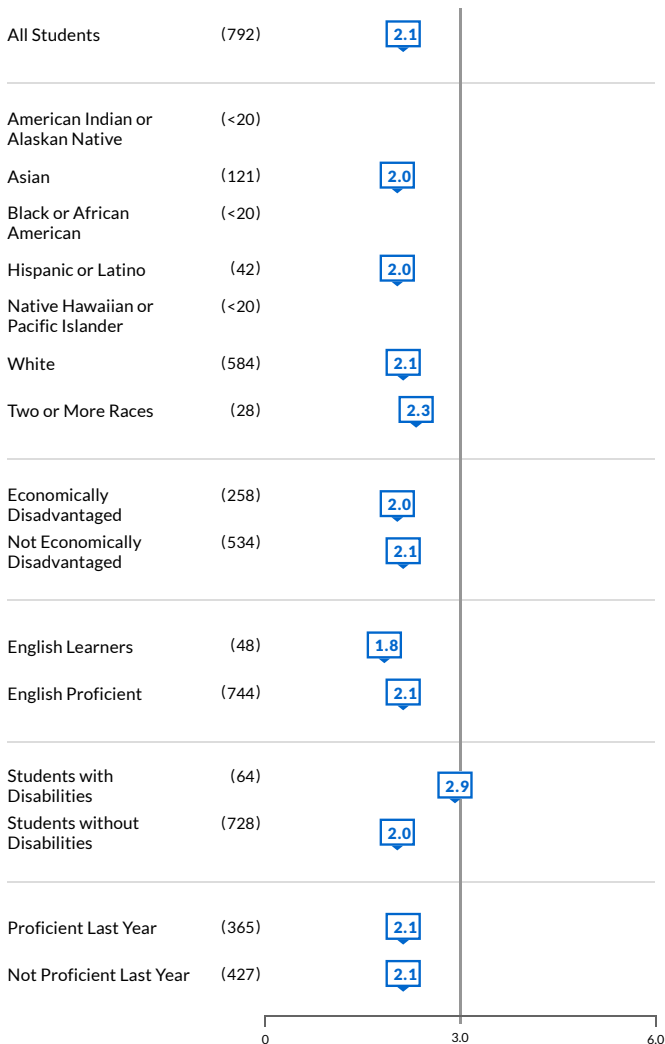 All Students (792) 2.1
American Indian or (<20)
Alaskan Native
Asian (121) 2.0
Black or African (<20)
American
Hispanic or Latino (42) 2.0
Native Hawaiian or (<20)
Pacific Islander
White (584) 2.1
Two or More Races (28) 2.3
Economically (258) 2.0
Disadvantaged
Not Economically (534) 2.1
Disadvantaged
English Learners (48) 1.8
English Proficient (744) 2.1
Students with (64) 2.9
Disabilities
Students without (728) 2.0
Disabilities
Proficient Last Year (365) 2.1
Not Proficient Last Year (427) 2.1
0 3.0 6.0